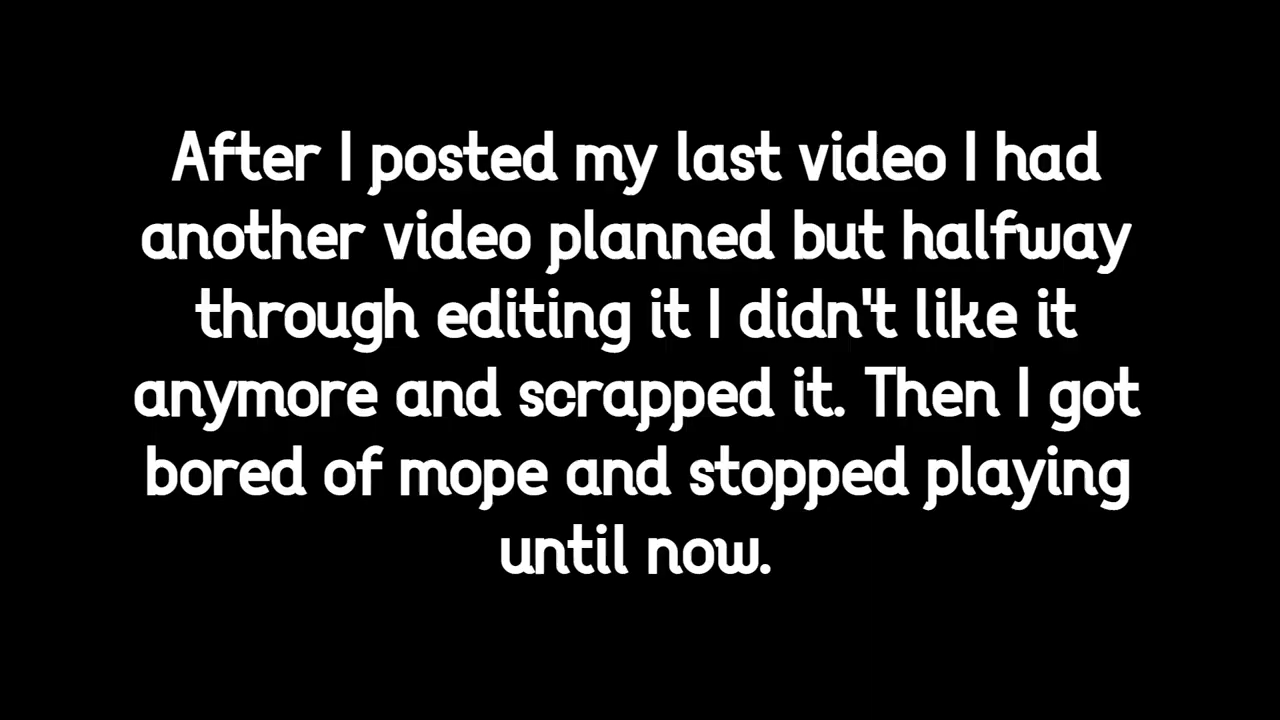 After I posted my last video I had
another video planned but halfway
through editing it I didn't like it
anymore and scrapped it. Then I got
bored of mope and stopped playing
until now.